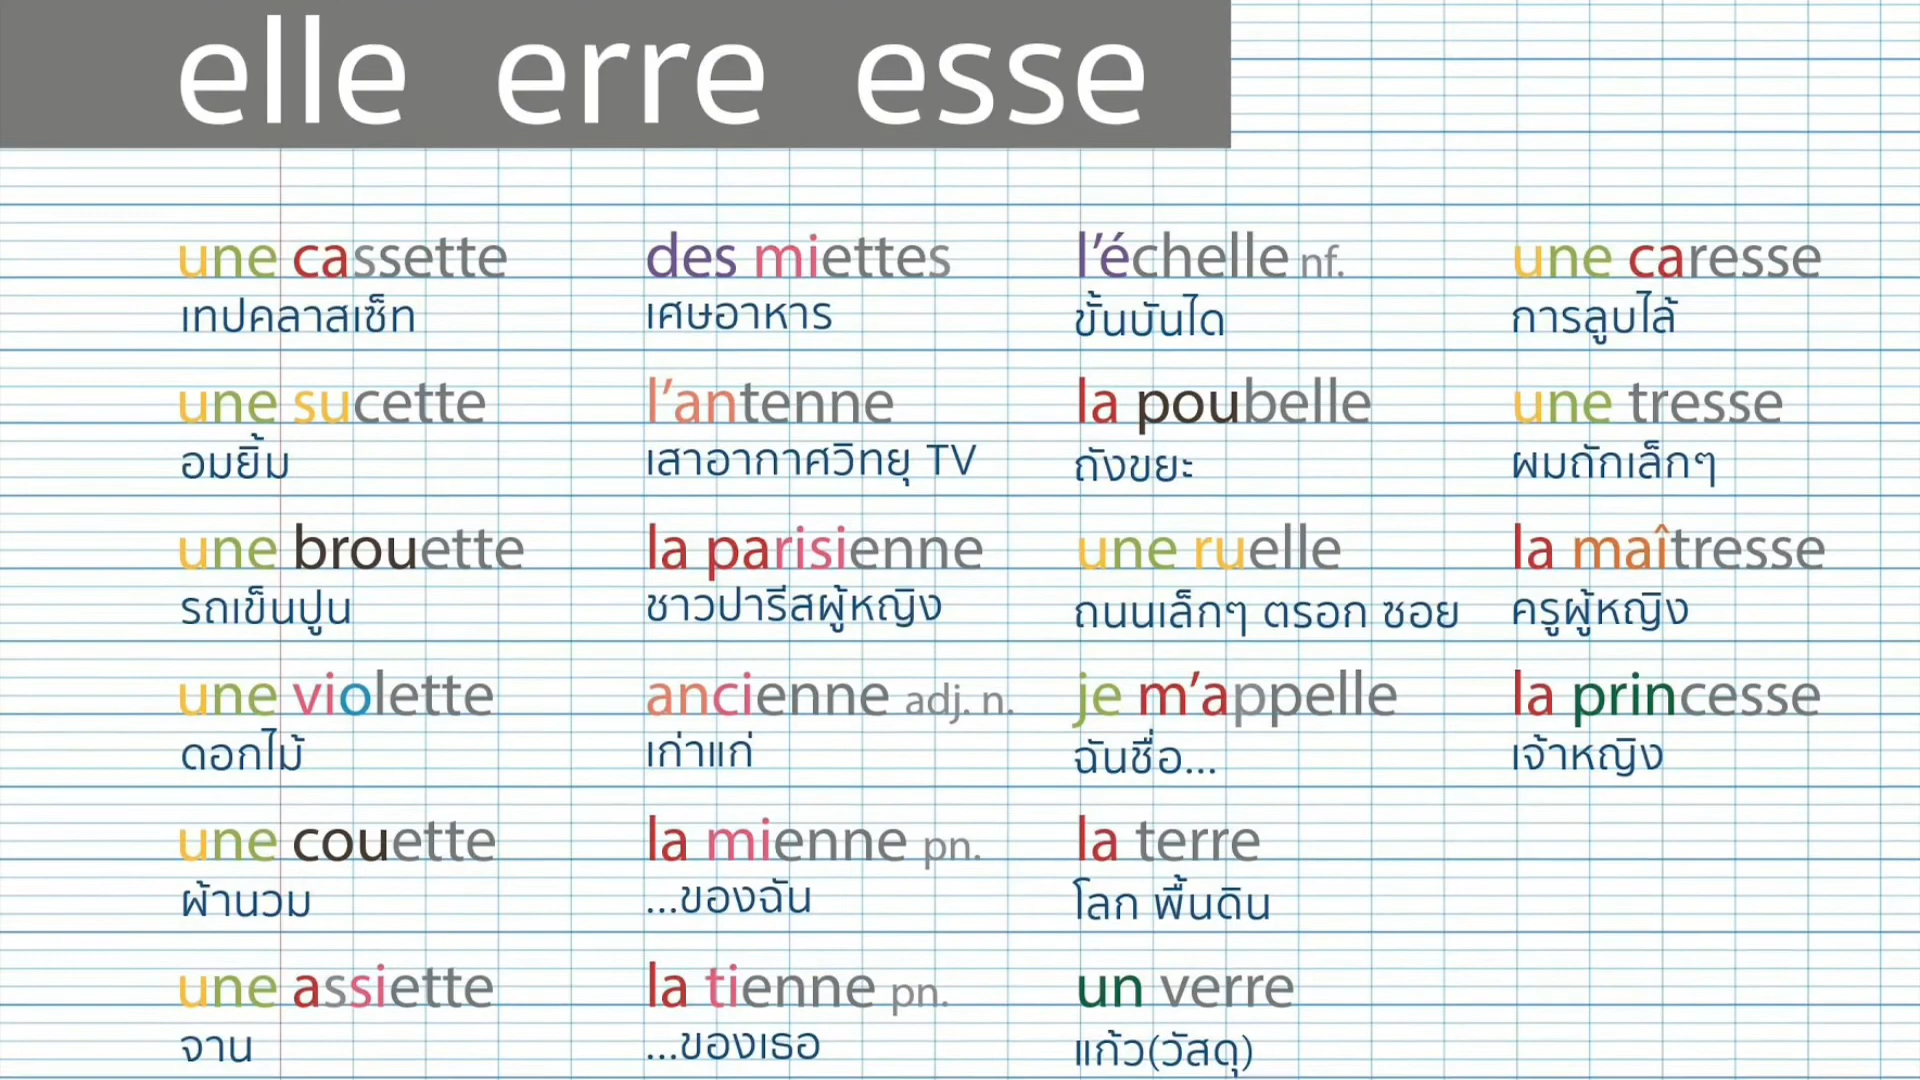 elle erre esse
une cassette
เทปคลาสเซ็ท
une sucette
อมยิ้ม
une brouette
รถเข็นปูน
une violette
ดอกไม้
une couette
ผ้านวม
une assiette
จาน
des miettes
เศษอาหาร
l'antenne
เสาอากาศวิทยุ TV
la parisienne
ชาวปารีสผู้หญิง
ancienne adj. n.
เก่าแก่
la mienne pn.
...ของฉัน
la tienne pn.
...ของเธอ
l'échelle nf.
ขั้นบันได
la poubelle
ถังขยะ
une ruelle
ถนนเล็กๆ ตรอก ซอย
je m'appelle
ฉันชื่อ...
la terre
โลก พื้นดิน
un verre
แก้ว(วัสดุ)
une caresse
การลูบไล้
une tresse
ผมถักเล็กๆ
la maîtresse
ครูผู้หญิง
la princesse
เจ้าหญิง